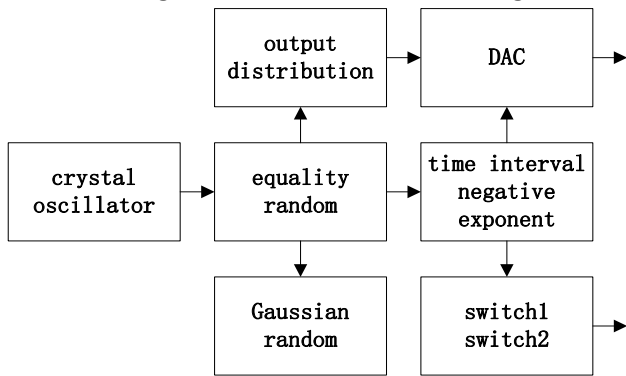 output
distribution
DAC
crystal
oscillator
equality
random
time interval
negative
exponent
Gaussian
random
switch1
switch2